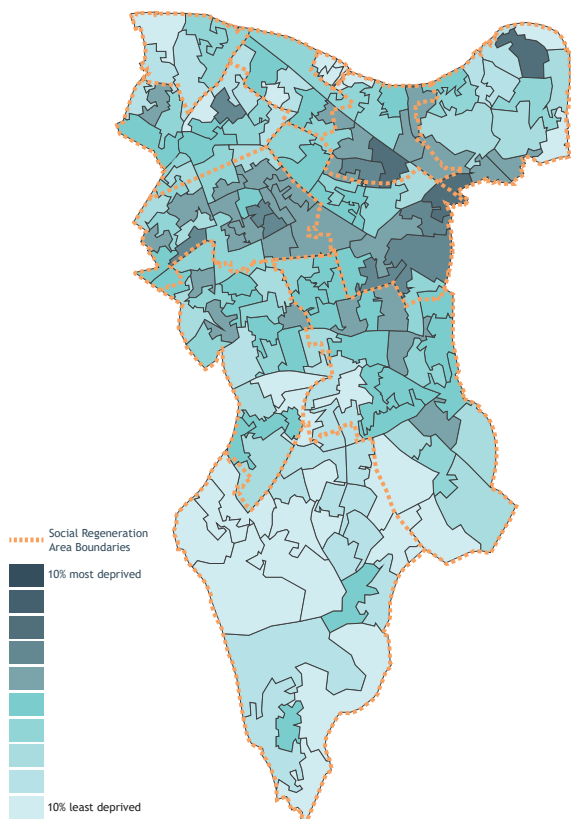 Social Regeneration
Area Boundaries
10% most deprived
10% least deprived